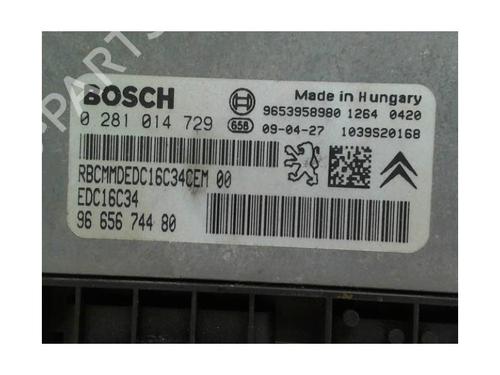 BOSCH
Made in Hungary
9653958980 1264 0420
0 281 014 729
658
09-04-27 1039S20168
RBCMMDEDC16C34CEM 00
EDC16C34
96 656 744 80